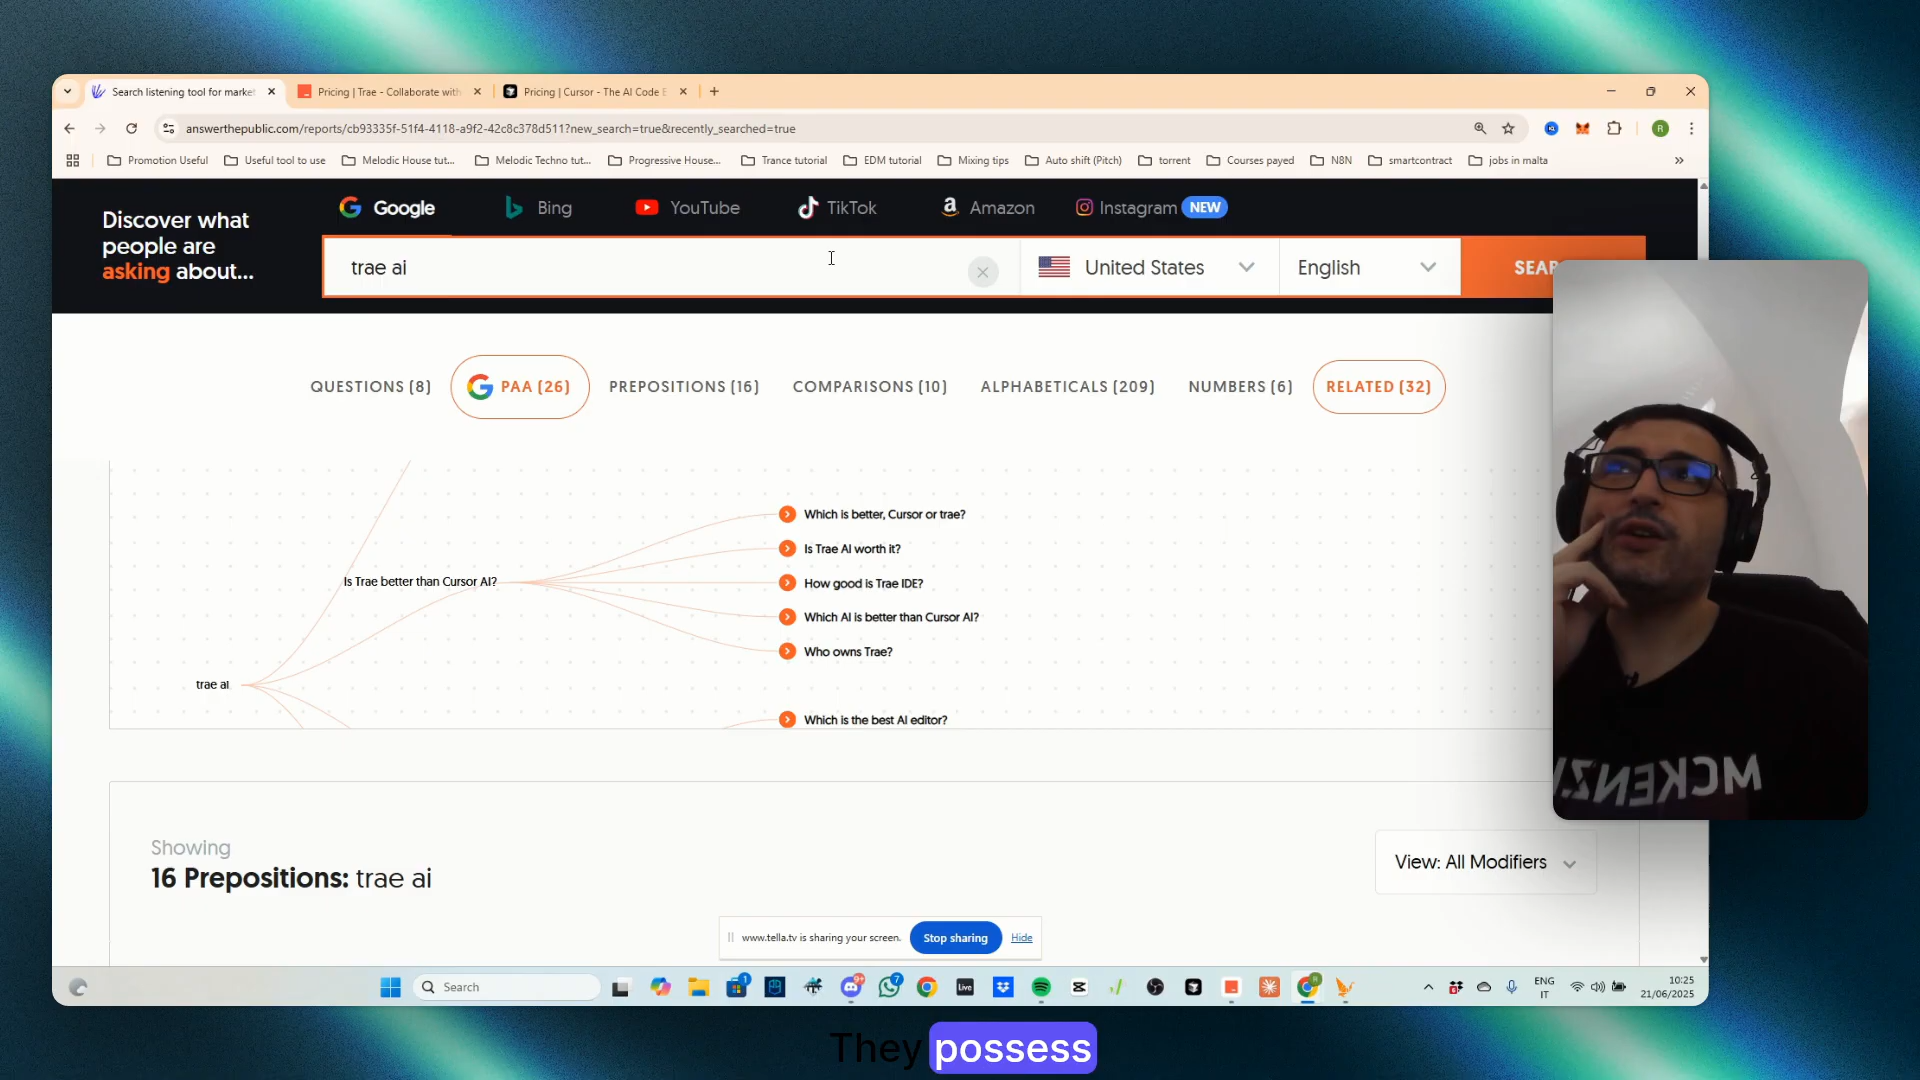 Search listening tool for market
Pricing | Trae - Collaborate with
Pricing | Cursor - The AI Code E
answerthepublic.com/reports/cb93335f-51f4-4118-a9f2-42c8c378d511?new_search=true&recently_searched=true
R
Promotion Useful
Useful tool to use
Melodic House tut...
Melodic Techno tut...
Progressive House...
Trance tutorial
EDM tutorial
Mixing tips
Auto shift (Pitch)
torrent
Courses payed
N8N
smartcontract
jobs in malta
Discover what
people are
asking about...
Google
Bing
YouTube
TikTok
Amazon
Instagram NEW
trae ai
United States
English
QUESTIONS (8)
PAA (26)
PREPOSITIONS (16)
COMPARISONS (10)
ALPHABETICALS (209)
NUMBERS (6)
RELATED (32)
Which is better, Cursor or trae?
Is Trae AI worth it?
Is Trae better than Cursor AI?
How good is Trae IDE?
Which AI is better than Cursor AI?
Who owns Trae?
trae ai
Which is the best AI editor?
Showing
16 Prepositions: trae ai
View: All Modifiers
www.tella.tv is sharing your screen.
Stop sharing
Hide
Search
Live
ENG
IT
10:25
21/06/2025
They possess